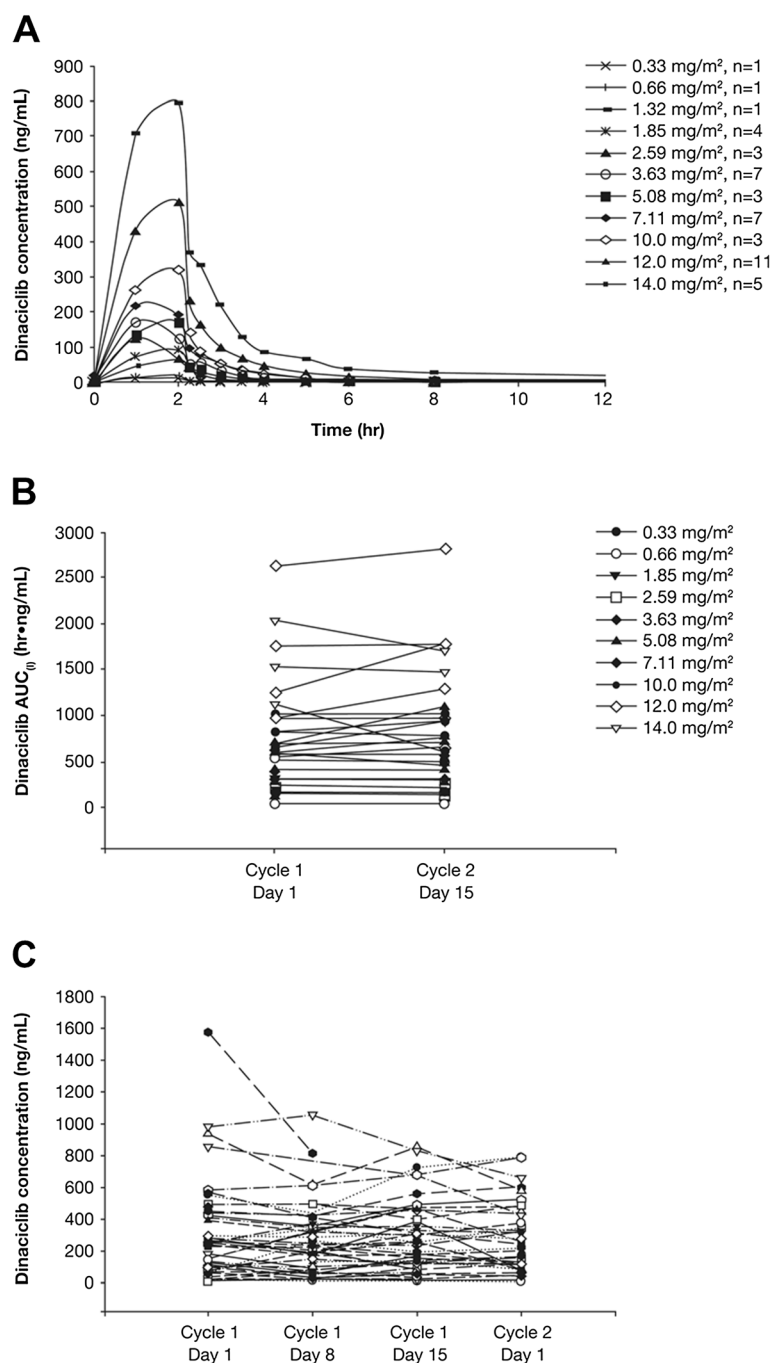 A
Dinaciclib concentration (ng/mL)
900
800
700
600
500
400
300
200
100
0
0
2
4
6
8
10
12
Time (hr)
0.33 mg/m², n=1
0.66 mg/m², n=1
1.32 mg/m², n=1
1.85 mg/m², n=4
2.59 mg/m², n=3
3.63 mg/m², n=7
5.08 mg/m², n=3
7.11 mg/m², n=7
10.0 mg/m², n=3
12.0 mg/m², n=11
14.0 mg/m², n=5
B
Dinaciclib AUC(I) (hr•ng/mL)
3000
2500
2000
1500
1000
500
0
Cycle 1
Day 1
Cycle 2
Day 15
0.33 mg/m²
0.66 mg/m²
1.85 mg/m²
2.59 mg/m²
3.63 mg/m²
5.08 mg/m²
7.11 mg/m²
10.0 mg/m²
12.0 mg/m²
14.0 mg/m²
C
Dinaciclib concentration (ng/mL)
1800
1600
1400
1200
1000
800
600
400
200
0
Cycle 1
Day 1
Cycle 1
Day 8
Cycle 1
Day 15
Cycle 2
Day 1